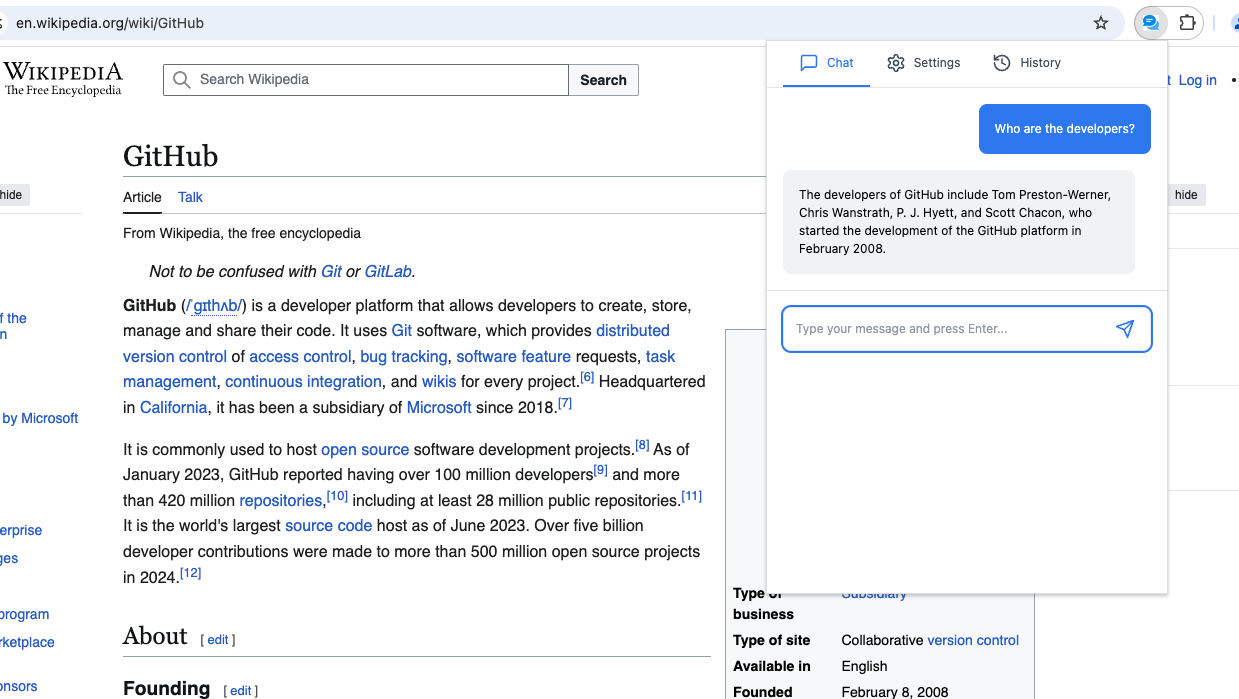 en.wikipedia.org/wiki/GitHub
WIKIPEDIA
The Free Encyclopedia
Search Wikipedia
Search
Log in
Chat
Settings
History
Who are the developers?
The developers of GitHub include Tom Preston-Werner,
Chris Wanstrath, P. J. Hyett, and Scott Chacon, who
started the development of the GitHub platform in
February 2008.
Type your message and press Enter...
hide
hide
f the
n
by Microsoft
erprise
ges
program
rketplace
onsors
GitHub
Article Talk
From Wikipedia, the free encyclopedia
Not to be confused with Git or GitLab.
GitHub (/ˈɡɪthʌb/) is a developer platform that allows developers to create, store,
manage and share their code. It uses Git software, which provides distributed
version control of access control, bug tracking, software feature requests, task
management, continuous integration, and wikis for every project.[6] Headquartered
in California, it has been a subsidiary of Microsoft since 2018.[7]
It is commonly used to host open source software development projects.[8] As of
January 2023, GitHub reported having over 100 million developers[9] and more
than 420 million repositories,[10] including at least 28 million public repositories.[11]
It is the world's largest source code host as of June 2023. Over five billion
developer contributions were made to more than 500 million open source projects
in 2024.[12]
About [ edit ]
Founding [ edit ]
Type of Subsidiary
business
Type of site Collaborative version control
Available in English
Founded February 8, 2008